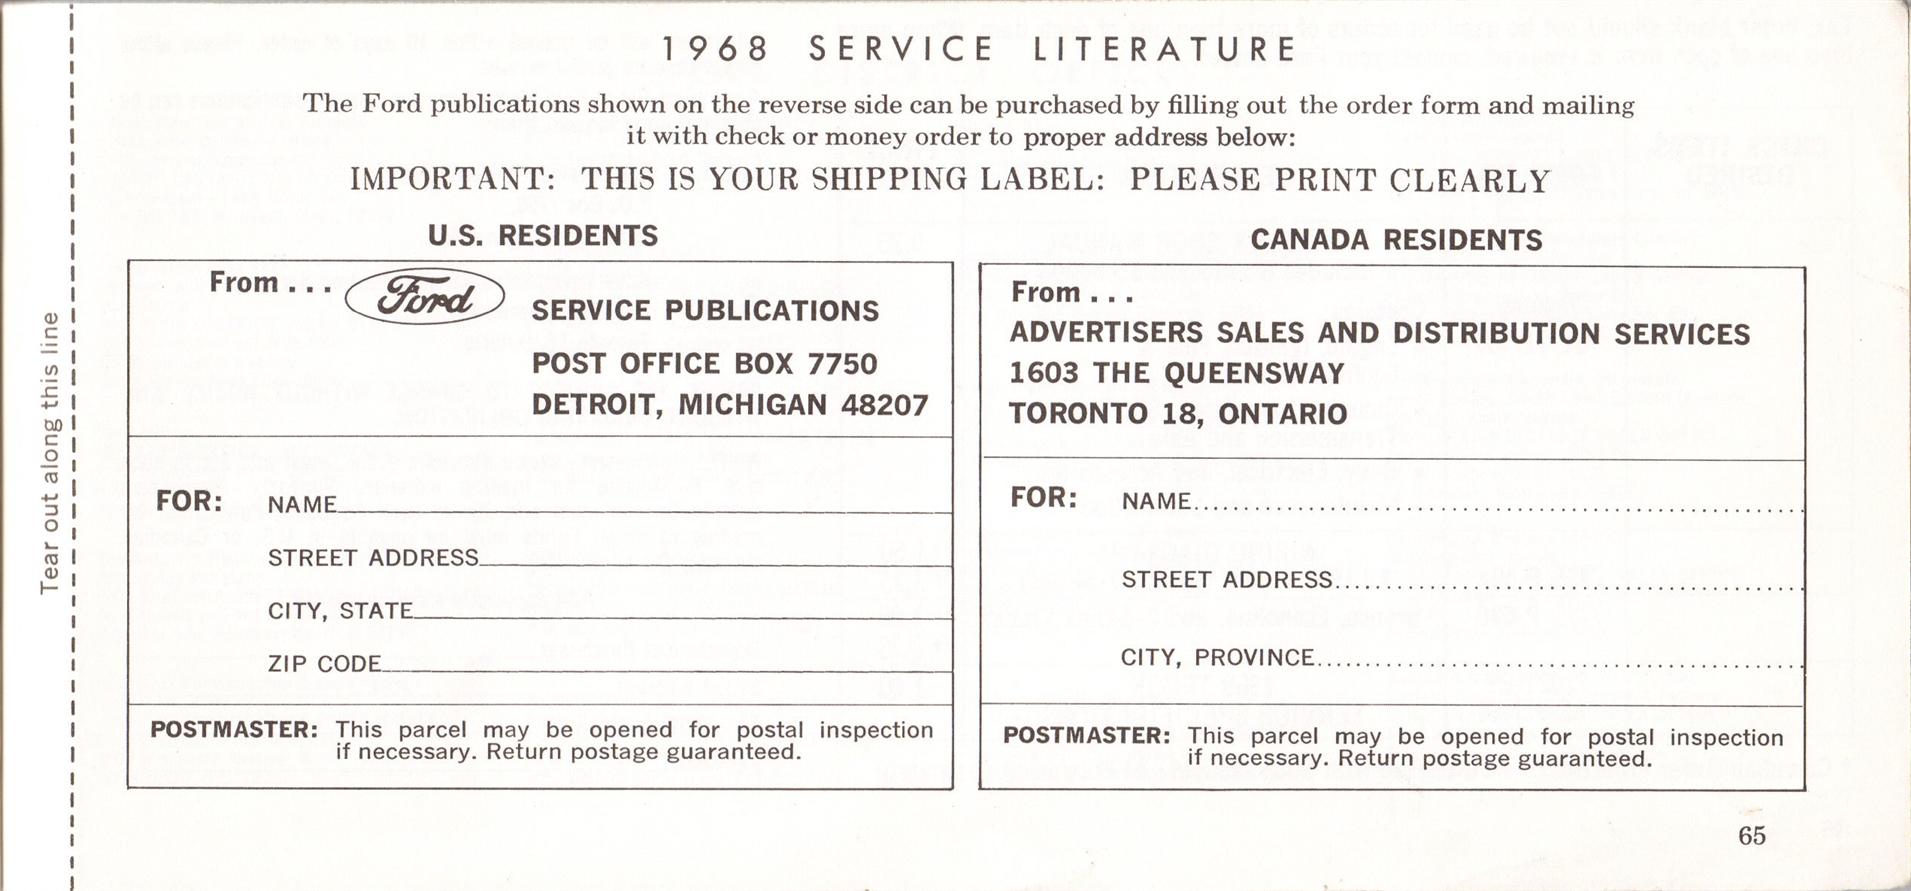 1968 SERVICE LITERATURE
The Ford publications shown on the reverse side can be purchased by filling out the order form and mailing
it with check or money order to proper address below:
IMPORTANT: THIS IS YOUR SHIPPING LABEL: PLEASE PRINT CLEARLY
U.S. RESIDENTS
From ... Ford
SERVICE PUBLICATIONS
POST OFFICE BOX 7750
DETROIT, MICHIGAN 48207
FOR: NAME
STREET ADDRESS
CITY, STATE
ZIP CODE
POSTMASTER: This parcel may be opened for postal inspection
if necessary. Return postage guaranteed.
CANADA RESIDENTS
From ...
ADVERTISERS SALES AND DISTRIBUTION SERVICES
1603 THE QUEENSWAY
TORONTO 18, ONTARIO
FOR: NAME
STREET ADDRESS
CITY, PROVINCE
POSTMASTER: This parcel may be opened for postal inspection
if necessary. Return postage guaranteed.
Tear out along this line
65